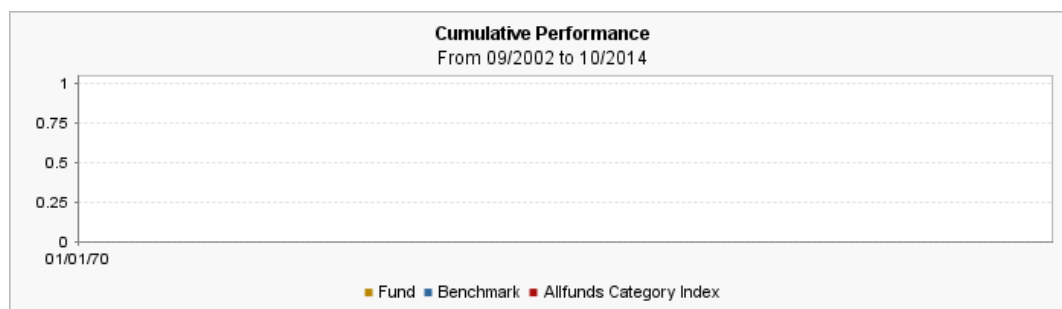 Cumulative Performance
From 09/2002 to 10/2014
1
0.75
0.5
0.25
0
01/01/70
Fund Benchmark Allfunds Category Index